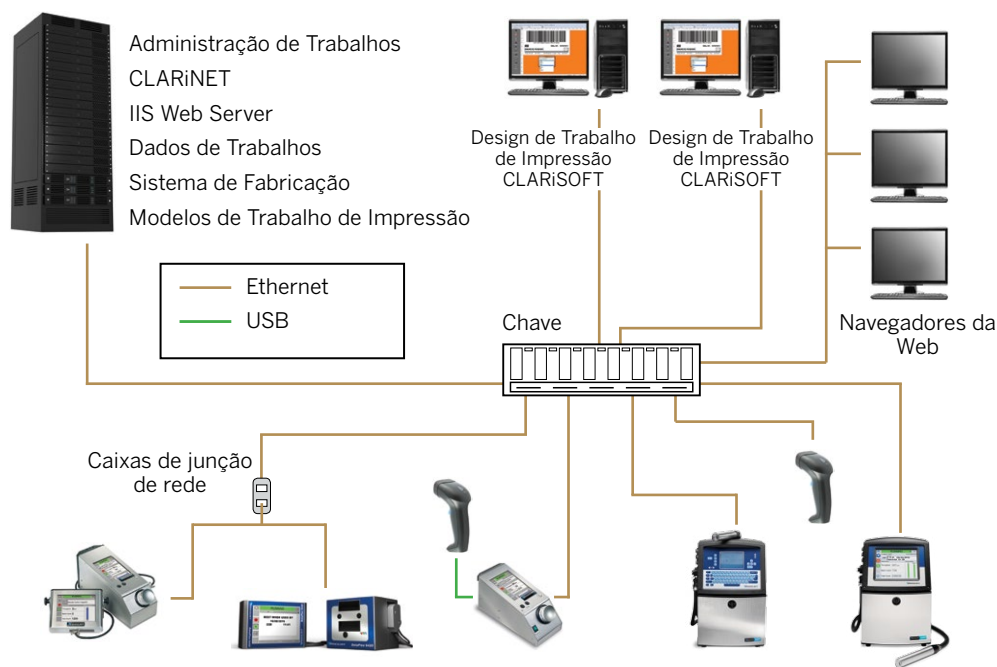 Administração de Trabalhos
CLARiNET
IIS Web Server
Dados de Trabalhos
Sistema de Fabricação
Modelos de Trabalho de Impressão
Design de Trabalho
de Impressão
CLARiSOFT
Design de Trabalho
de Impressão
CLARiSOFT
Navegadores da
Web
Ethernet
USB
Chave
Caixas de junção
de rede